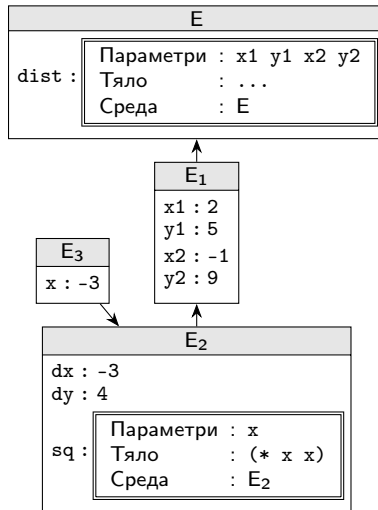 E
dist : Параметри : x1 y1 x2 y2
Тяло : ...
Среда : E
E₁
x1 : 2
y1 : 5
x2 : -1
y2 : 9
E₃
x : -3
E₂
dx : -3
dy : 4
sq : Параметри : x
Тяло : (* x x)
Среда : E₂